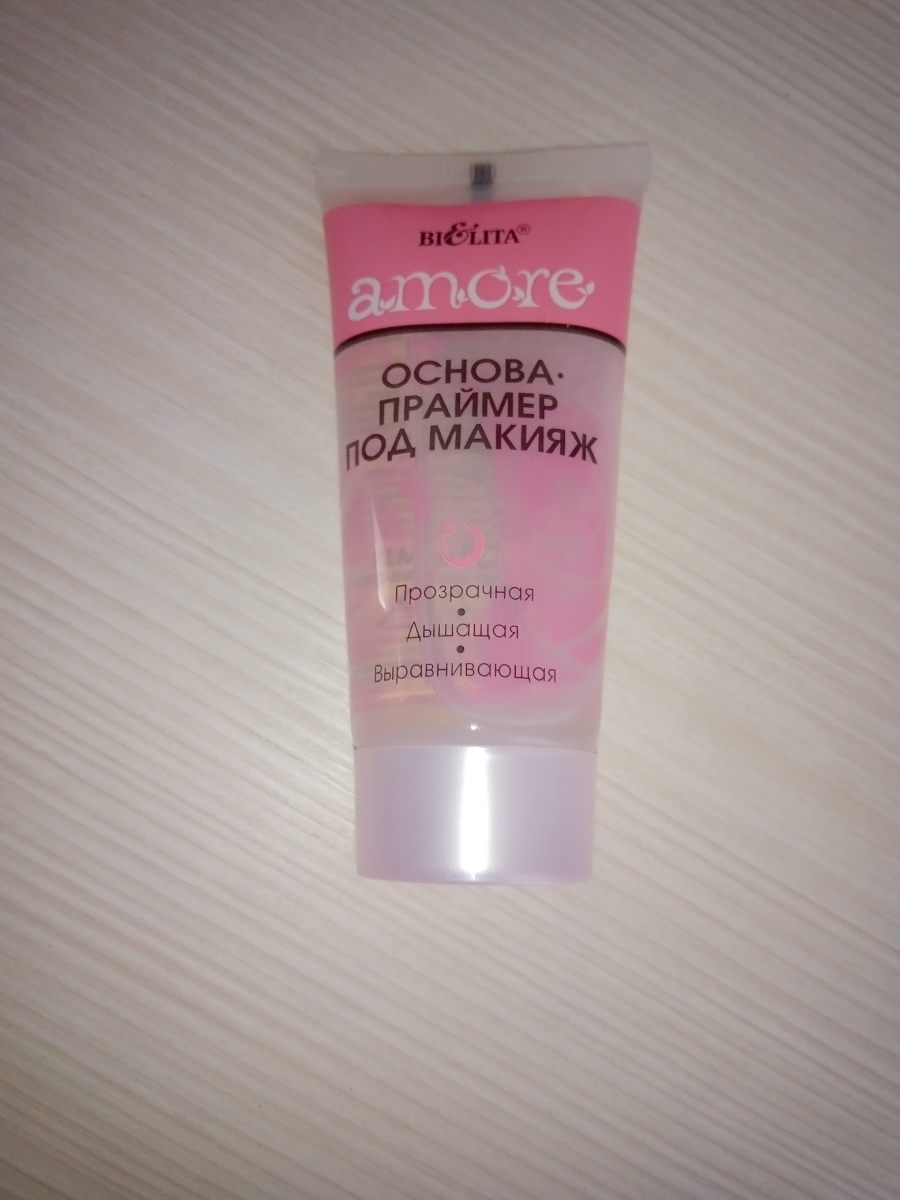 BIELITA®
amore
ОСНОВА-
ПРАЙМЕР
ПОД МАКИЯЖ
Прозрачная
•
Дышащая
•
Выравнивающая